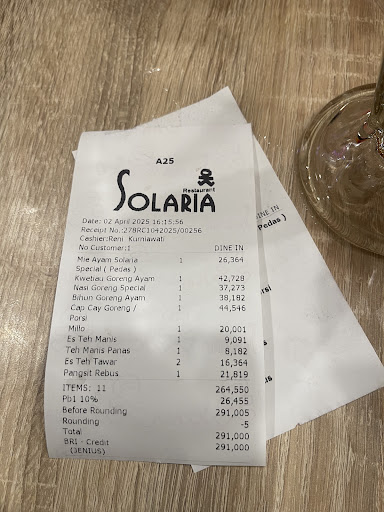 A25
SOLARIA
Restaurant
Date: 02 April 2025 16:15:56
Receipt No.:278RC1042025/00256
Cashier:Reni Kurniawati
No Customer:1 DINE IN
Mie Ayam Solaria 1 26,364
Special ( Pedas )
Kwetiau Goreng Ayam 1 42,728
Nasi Goreng Special 1 37,273
Bihun Goreng Ayam 1 38,182
Cap Cay Goreng / 1 44,546
Porsi
Millo 1 20,001
Es Teh Manis 1 9,091
Teh Manis Panas 1 8,182
Es Teh Tawar 2 16,364
Pangsit Rebus 1 21,819
ITEMS: 11 264,550
Pb1 10% 26,455
Before Rounding 291,005
Rounding -5
Total 291,000
BRI - Credit 291,000
(JENIUS)
DINE IN
Pedas )